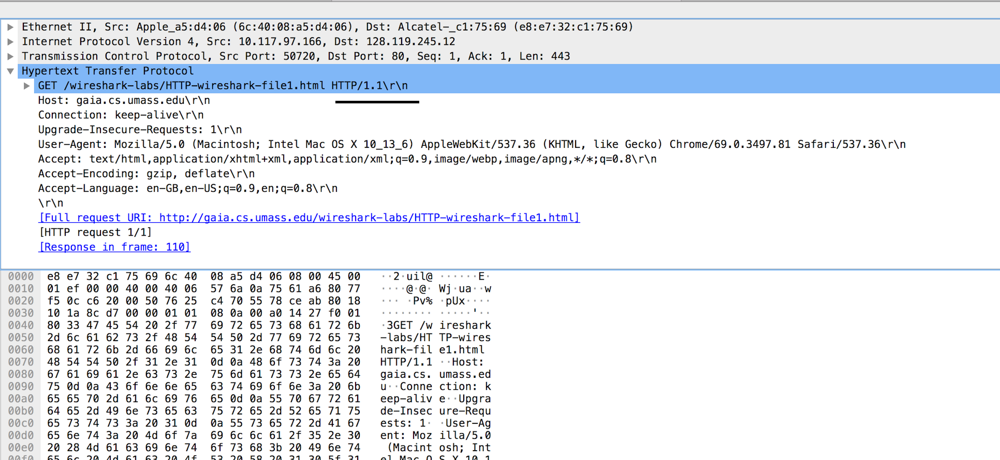 Ethernet II, Src: Apple_a5:d4:06 (6c:40:08:a5:d4:06), Dst: Alcatel-_c1:75:69 (e8:e7:32:c1:75:69)
Internet Protocol Version 4, Src: 10.117.97.166, Dst: 128.119.245.12
Transmission Control Protocol, Src Port: 50720, Dst Port: 80, Seq: 1, Ack: 1, Len: 443
Hypertext Transfer Protocol
GET /wireshark-labs/HTTP-wireshark-file1.html HTTP/1.1\r\n
Host: gaia.cs.umass.edu\r\n
Connection: keep-alive\r\n
Upgrade-Insecure-Requests: 1\r\n
User-Agent: Mozilla/5.0 (Macintosh; Intel Mac OS X 10_13_6) AppleWebKit/537.36 (KHTML, like Gecko) Chrome/69.0.3497.81 Safari/537.36\r\n
Accept: text/html,application/xhtml+xml,application/xml;q=0.9,image/webp,image/apng,*/*;q=0.8\r\n
Accept-Encoding: gzip, deflate\r\n
Accept-Language: en-GB,en-US;q=0.9,en;q=0.8\r\n
\r\n
[Full request URI: http://gaia.cs.umass.edu/wireshark-labs/HTTP-wireshark-file1.html]
[HTTP request 1/1]
[Response in frame: 110]
0000 e8 e7 32 c1 75 69 6c 40 08 a5 d4 06 08 00 45 00 ··2·uil@ ······E·
0010 01 ef 00 00 40 00 40 06 57 6a 0a 75 61 a6 80 77 ····@·@· Wj·ua··w
0020 f5 0c c6 20 00 50 76 25 c4 70 55 78 ce ab 80 18 ··· ·Pv% ·pUx····
0030 10 1a 8c d7 00 00 01 01 08 0a 00 a0 14 27 f0 01 ········ ·····'··
0040 80 33 47 45 54 20 2f 77 69 72 65 73 68 61 72 6b ·3GET /w ireshark
0050 2d 6c 61 62 73 2f 48 54 54 50 2d 77 69 72 65 73 -labs/HT TP-wires
0060 68 61 72 6b 2d 66 69 6c 65 31 2e 68 74 6d 6c 20 hark-fil e1.html
0070 48 54 54 50 2f 31 2e 31 0d 0a 48 6f 73 74 3a 20 HTTP/1.1 ··Host:
0080 67 61 69 61 2e 63 73 2e 75 6d 61 73 73 2e 65 64 gaia.cs. umass.ed
0090 75 0d 0a 43 6f 6e 6e 65 63 74 69 6f 6e 3a 20 6b u··Conne ction: k
00a0 65 65 70 2d 61 6c 69 76 65 0d 0a 55 70 67 72 61 eep-aliv e··Upgra
00b0 64 65 2d 49 6e 73 65 63 75 72 65 2d 52 65 71 75 de-Insec ure-Requ
00c0 65 73 74 73 3a 20 31 0d 0a 55 73 65 72 2d 41 67 ests: 1· ·User-Ag
00d0 65 6e 74 3a 20 4d 6f 7a 69 6c 6c 61 2f 35 2e 30 ent: Moz illa/5.0
00e0 20 28 4d 61 63 69 6e 74 6f 73 68 3b 20 49 6e 74 (Macint osh; Int
00f0 65 6c 20 4d 61 63 20 4f 53 20 58 20 31 30 5f 31 el Mac O S X 10_1